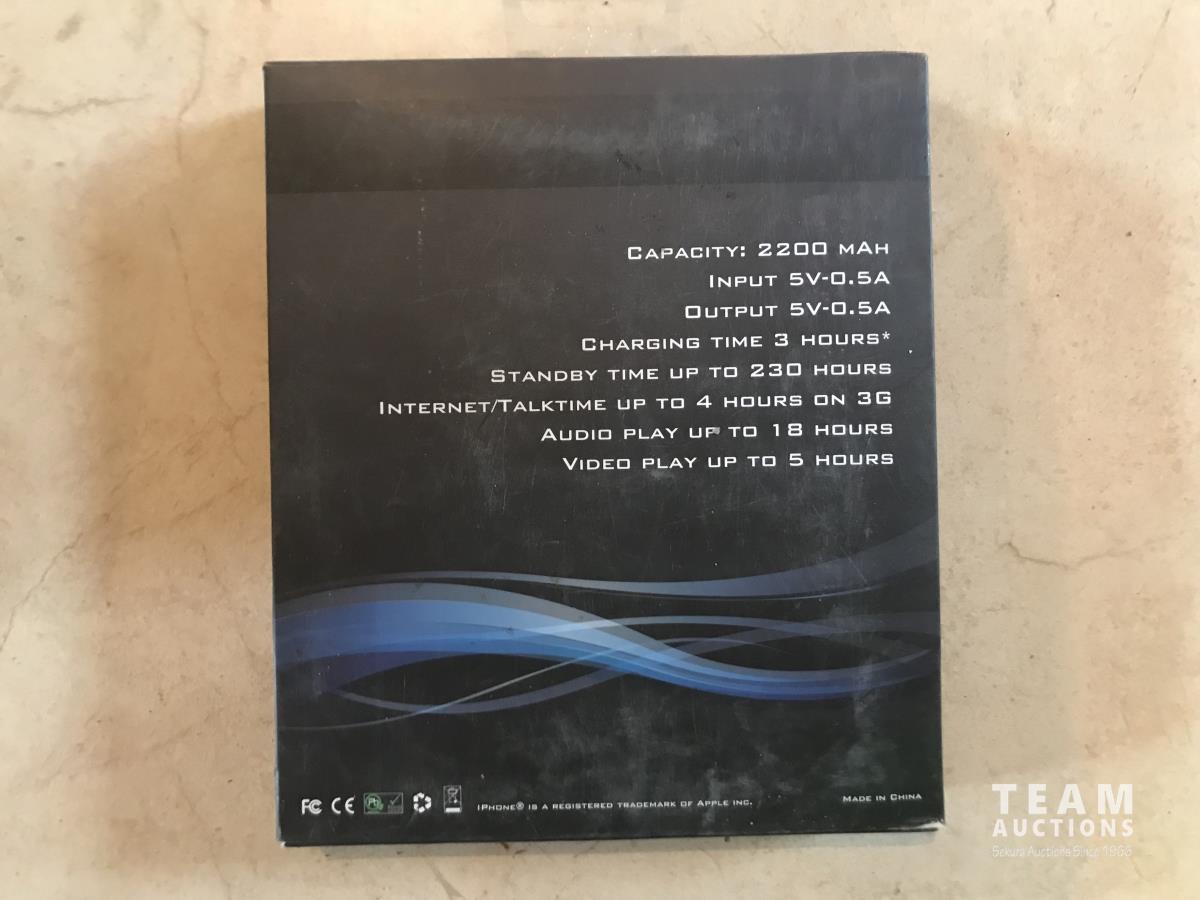 CAPACITY: 2200 MAH
INPUT 5V-0.5A
OUTPUT 5V-0.5A
CHARGING TIME 3 HOURS*
STANDBY TIME UP TO 230 HOURS
INTERNET/TALKTIME UP TO 4 HOURS ON 3G
AUDIO PLAY UP TO 18 HOURS
VIDEO PLAY UP TO 5 HOURS
FC CE Pb IPHONE® IS A REGISTERED TRADEMARK OF APPLE INC.
MADE IN CHINA
TEAM
AUCTIONS
Sekura Auctions Since 1966